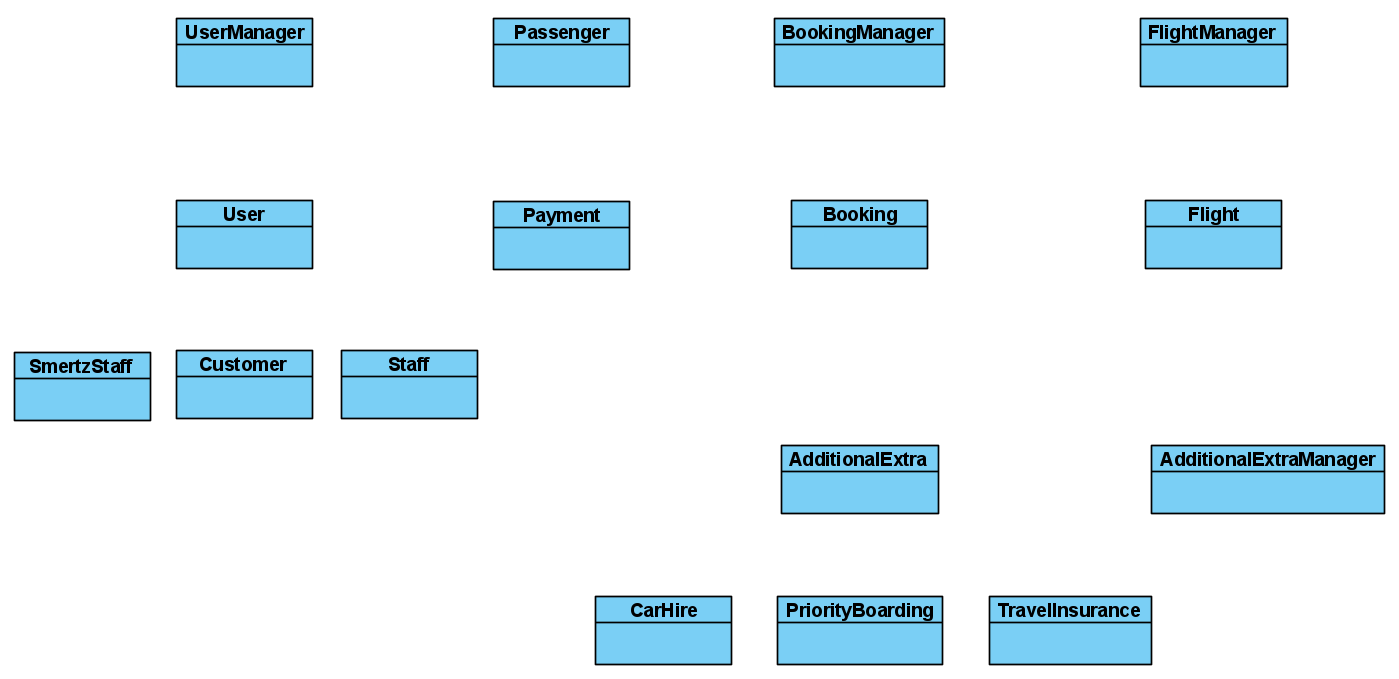 UserManager
Passenger
BookingManager
FlightManager
User
Payment
Booking
Flight
SmertzStaff
Customer
Staff
AdditionalExtra
AdditionalExtraManager
CarHire
PriorityBoarding
TravelInsurance